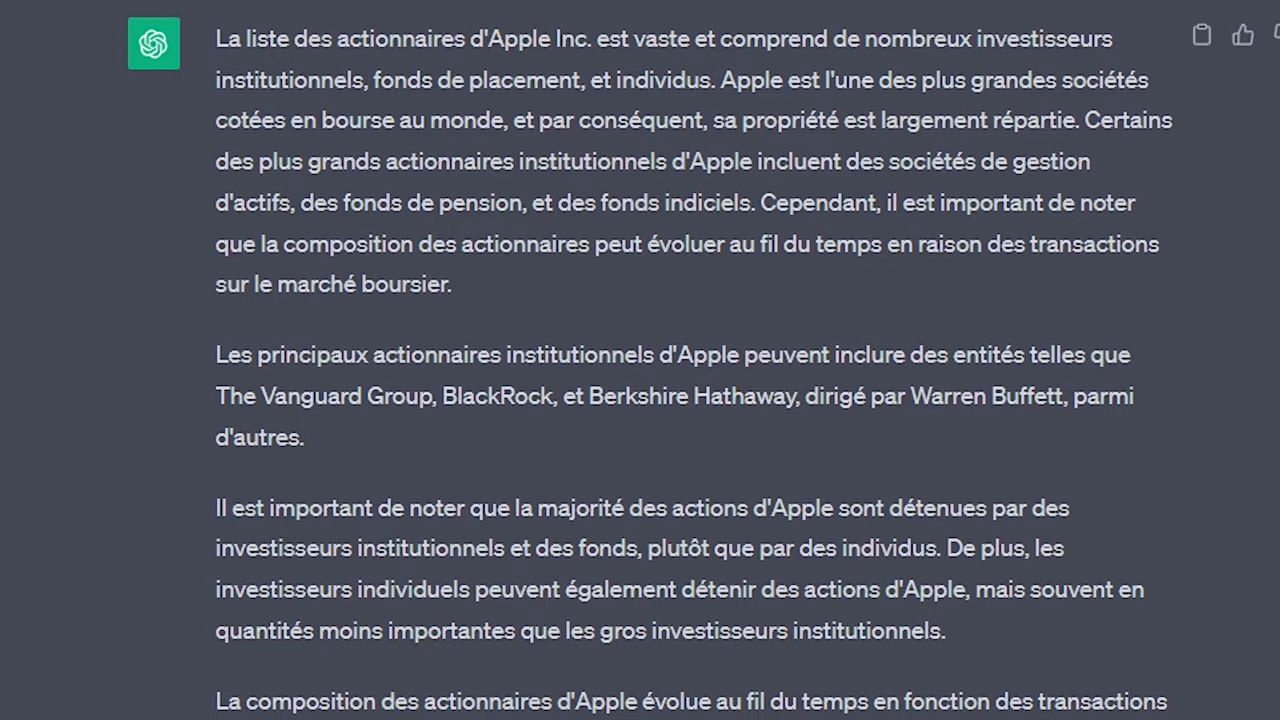 La liste des actionnaires d'Apple Inc. est vaste et comprend de nombreux investisseurs
institutionnels, fonds de placement, et individus. Apple est l'une des plus grandes sociétés
cotées en bourse au monde, et par conséquent, sa propriété est largement répartie. Certains
des plus grands actionnaires institutionnels d'Apple incluent des sociétés de gestion
d'actifs, des fonds de pension, et des fonds indiciels. Cependant, il est important de noter
que la composition des actionnaires peut évoluer au fil du temps en raison des transactions
sur le marché boursier.
Les principaux actionnaires institutionnels d'Apple peuvent inclure des entités telles que
The Vanguard Group, BlackRock, et Berkshire Hathaway, dirigé par Warren Buffett, parmi
d'autres.
Il est important de noter que la majorité des actions d'Apple sont détenues par des
investisseurs institutionnels et des fonds, plutôt que par des individus. De plus, les
investisseurs individuels peuvent également détenir des actions d'Apple, mais souvent en
quantités moins importantes que les gros investisseurs institutionnels.
La composition des actionnaires d'Apple évolue au fil du temps en fonction des transactions